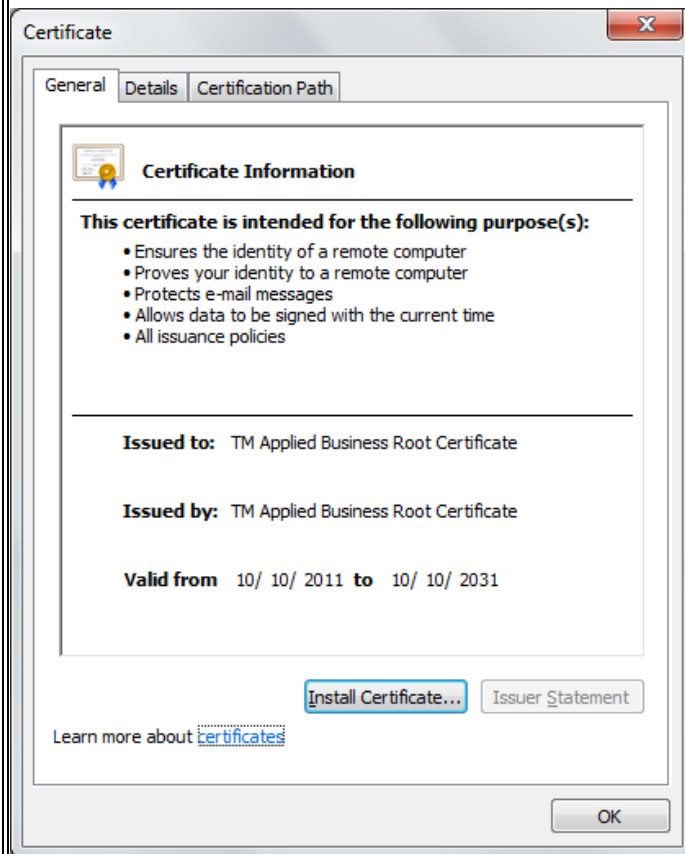 Certificate
General Details Certification Path
Certificate Information
This certificate is intended for the following purpose(s):
• Ensures the identity of a remote computer
• Proves your identity to a remote computer
• Protects e-mail messages
• Allows data to be signed with the current time
• All issuance policies
Issued to: TM Applied Business Root Certificate
Issued by: TM Applied Business Root Certificate
Valid from 10/ 10/ 2011 to 10/ 10/ 2031
Install Certificate... Issuer Statement
Learn more about certificates
OK